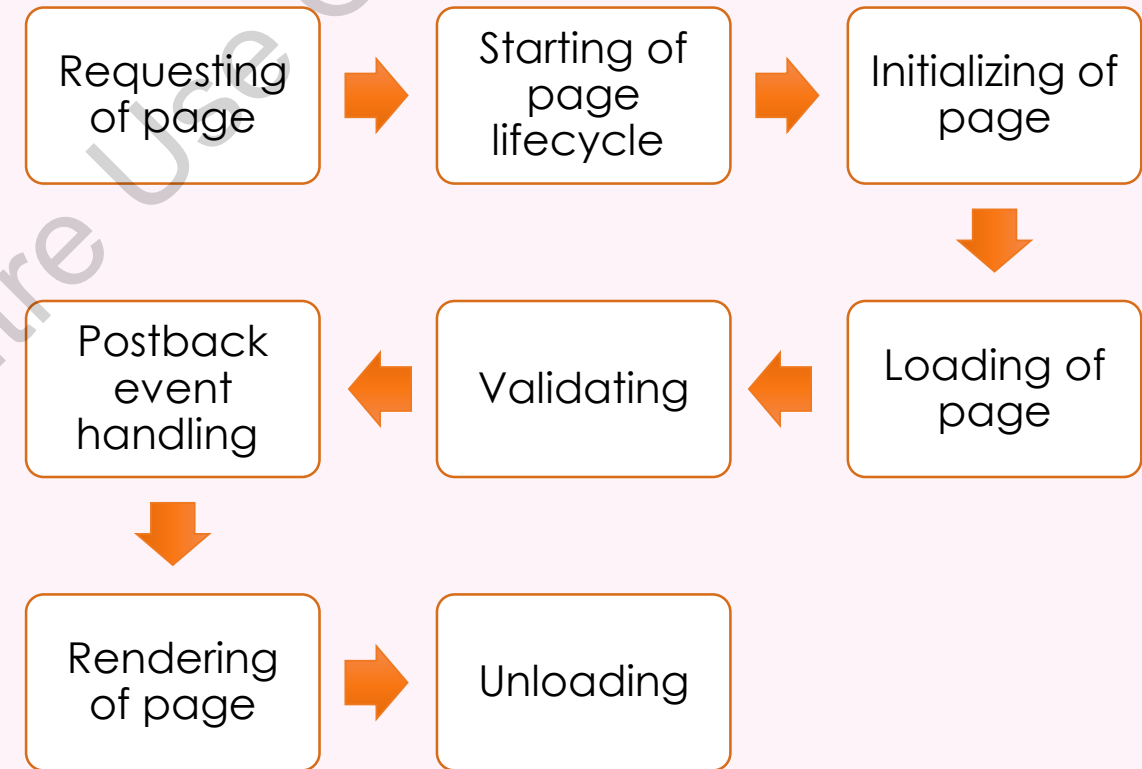 Requesting
of page
Starting of
page
lifecycle
Initializing of
page
Loading of
page
Validating
Postback
event
handling
Rendering
of page
Unloading
Use